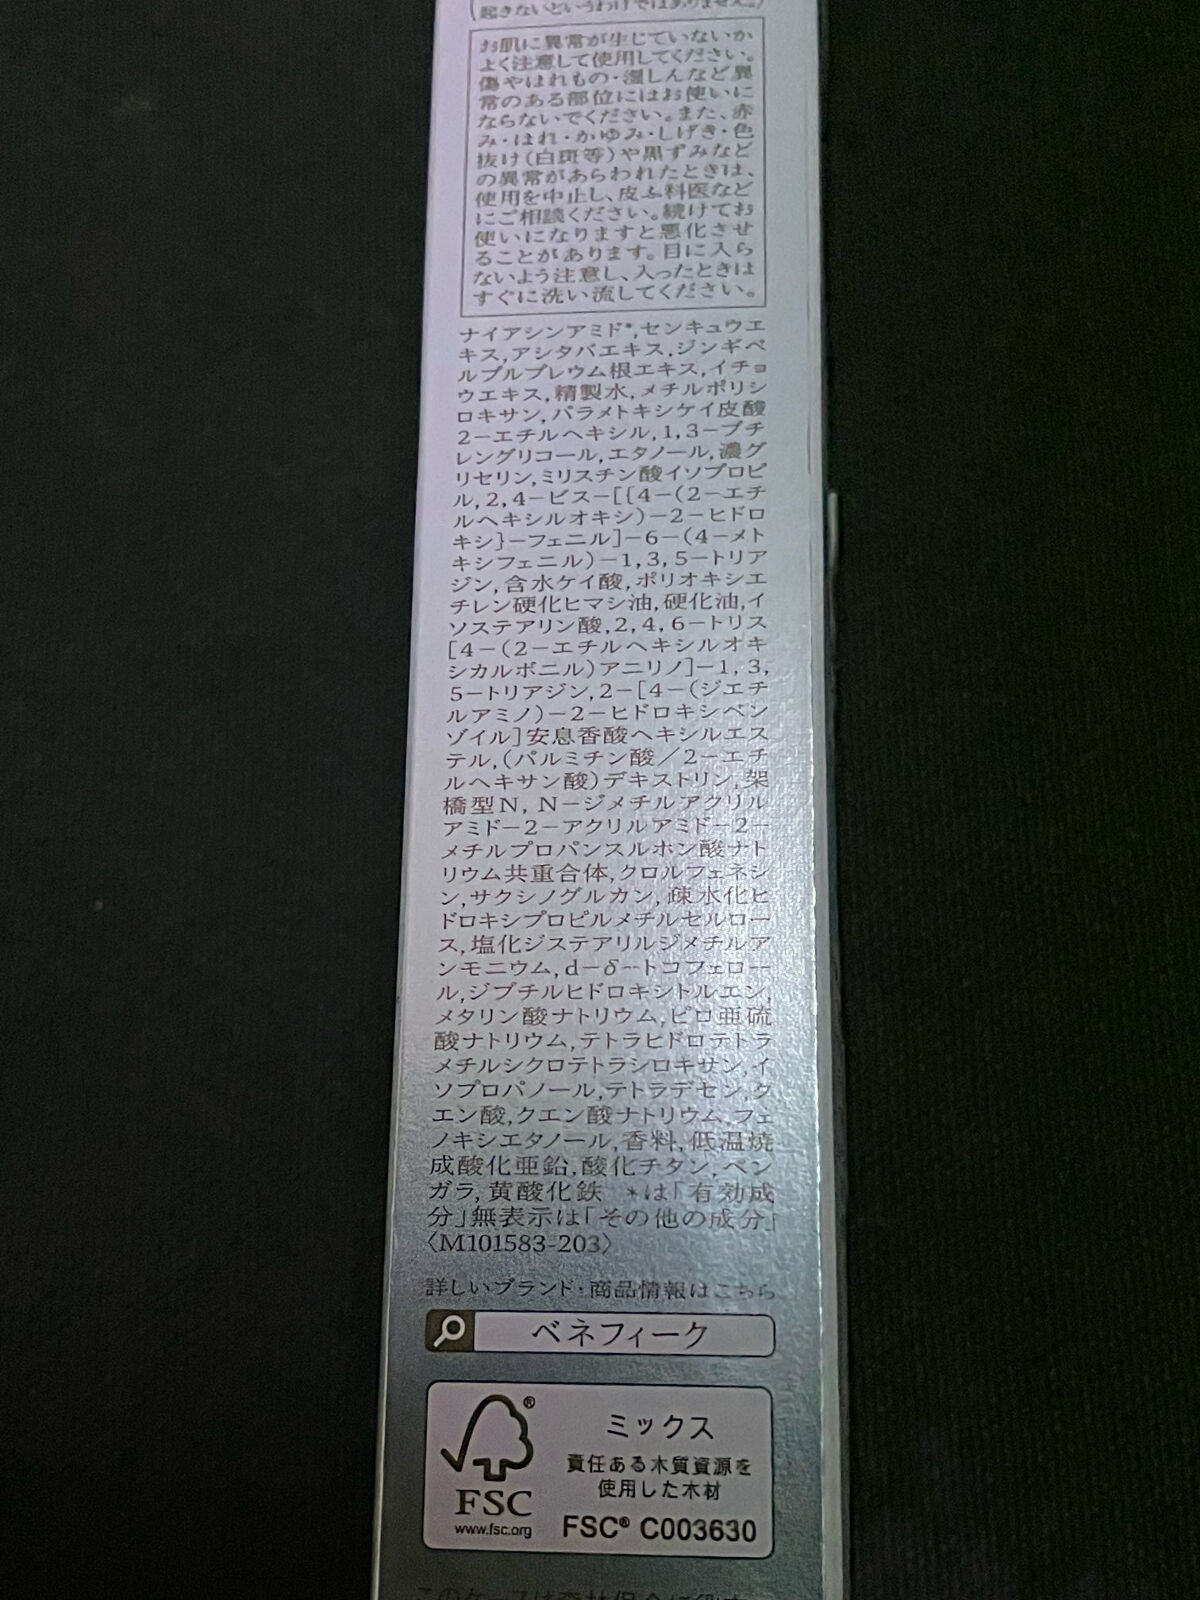 起きないというわけではありません。)
お肌に異常が生じていないか
よく注意して使用してください。
傷やはれもの・湿しんなど異
常のある部位にはお使いに
ならないでください。また、赤
み・はれ・かゆみ・しげき・色
抜け(白斑等)や黒ずみなど
の異常があらわれたときは、
使用を中止し、皮ふ科医など
にご相談ください。続けてお
使いになりますと悪化させ
ることがあります。目に入ら
ないよう注意し、入ったときは
すぐに洗い流してください。
ナイアシンアミド*,センキュウエ
キス,アシタバエキス,ジンギベ
ルプルプレウム根エキス,イチョ
ウエキス,精製水,メチルポリシ
ロキサン,パラメトキシケイ皮酸
2-エチルヘキシル,1,3-ブチ
レングリコール,エタノール,濃グ
リセリン,ミリスチン酸イソプロピ
ル,2,4-ビス-[{4-(2-エチ
ルヘキシルオキシ)-2-ヒドロ
キシ}-フェニル]-6-(4-メト
キシフェニル)-1,3,5-トリア
ジン,含水ケイ酸,ポリオキシエ
チレン硬化ヒマシ油,硬化油,イ
ソステアリン酸,2,4,6-トリス
[4-(2-エチルヘキシルオキ
シカルボニル)アニリノ]-1,3,
5-トリアジン,2-[4-(ジエチ
ルアミノ)-2-ヒドロキシベン
ゾイル]安息香酸ヘキシルエス
テル,(パルミチン酸/2-エチ
ルヘキサン酸)デキストリン,架
橋型N,N-ジメチルアクリル
アミド-2-アクリルアミド-2-
メチルプロパンスルホン酸ナト
リウム共重合体,クロルフェネシ
ン,サクシノグルカン,疎水化ヒ
ドロキシプロピルメチルセルロー
ス,塩化ジステアリルジメチルア
ンモニウム,d-δ-トコフェロー
ル,ジブチルヒドロキシトルエン,
メタリン酸ナトリウム,ピロ亜硫
酸ナトリウム,テトラヒドロテトラ
メチルシクロテトラシロキサン,イ
ソプロパノール,テトラデセン,ク
エン酸,クエン酸ナトリウム,フェ
ノキシエタノール,香料,低温焼
成酸化亜鉛,酸化チタン,ベン
ガラ,黄酸化鉄 *は「有効成
分」無表示は「その他の成分」
〈M101583-203〉
詳しいブランド・商品情報はこちら
ベネフィーク
ミックス
責任ある木質資源を
使用した木材
FSC® C003630
®
FSC
www.fsc.org